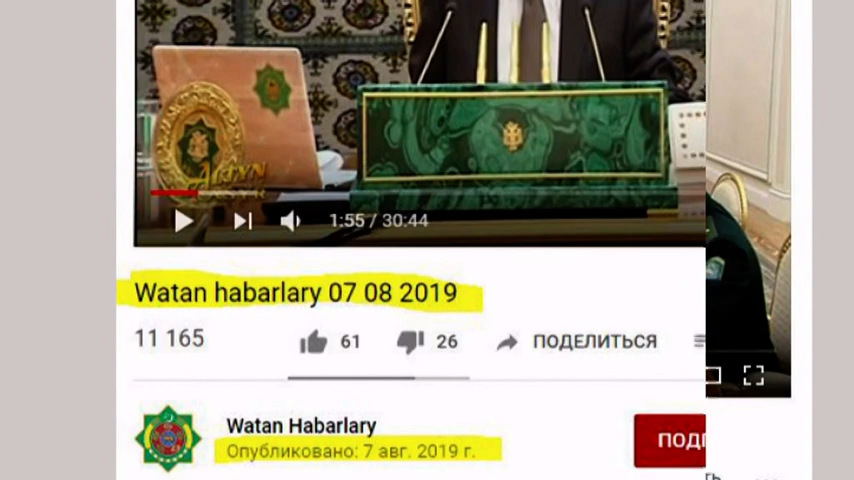 ALTYN
1:55 / 30:44
Watan habarlary 07 08 2019
11 165
61
26
ПОДЕЛИТЬСЯ
Watan Habarlary
Опубликовано: 7 авг. 2019 г.